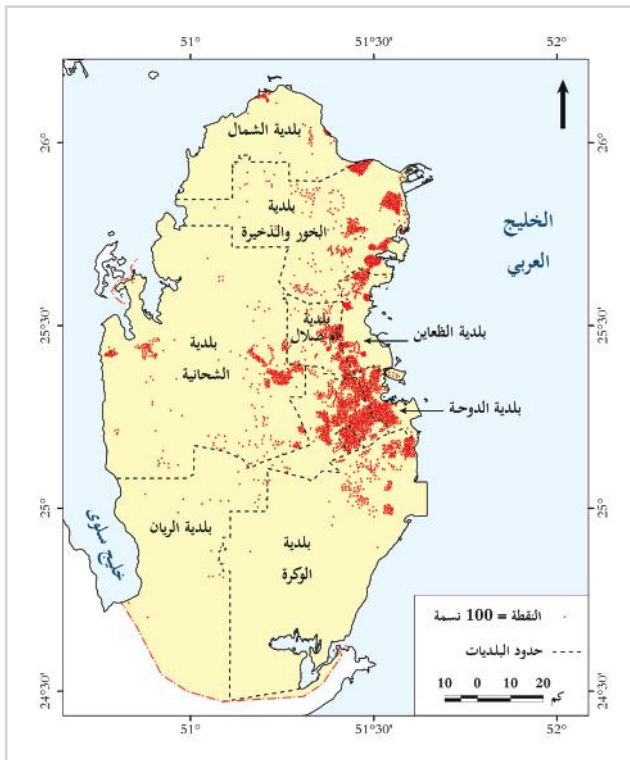 51° 51°30' 52°
26°
26°
بلدية الشمال
بلدية
الخور والذخيرة
الخليج
العربي
25°30'
25°30'
بلدية
صلال
بلدية الظعاين
بلدية
الشحانية
بلدية الدوحة
25°
25°
بلدية الريان
بلدية
الوكرة
خليج سلوى
النقطة = 100 نسمة
حدود البلديات
10 0 10 20 كم
24°30'
24°30'
51° 51°30' 52°